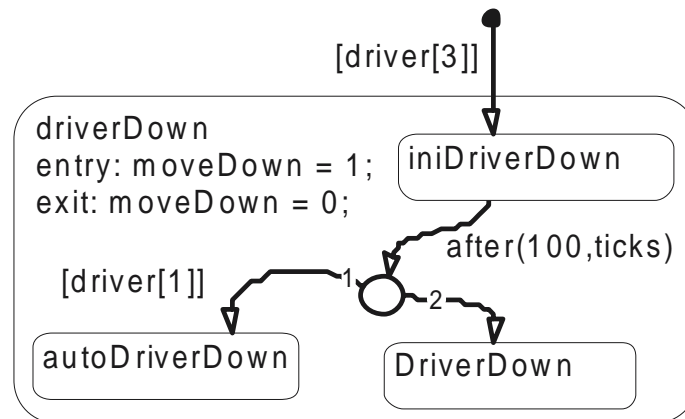 [driver[3]]
driverDown
entry: moveDown = 1;
exit: moveDown = 0;
iniDriverDown
after(100,ticks)
[driver[1]]
1
2
autoDriverDown
DriverDown